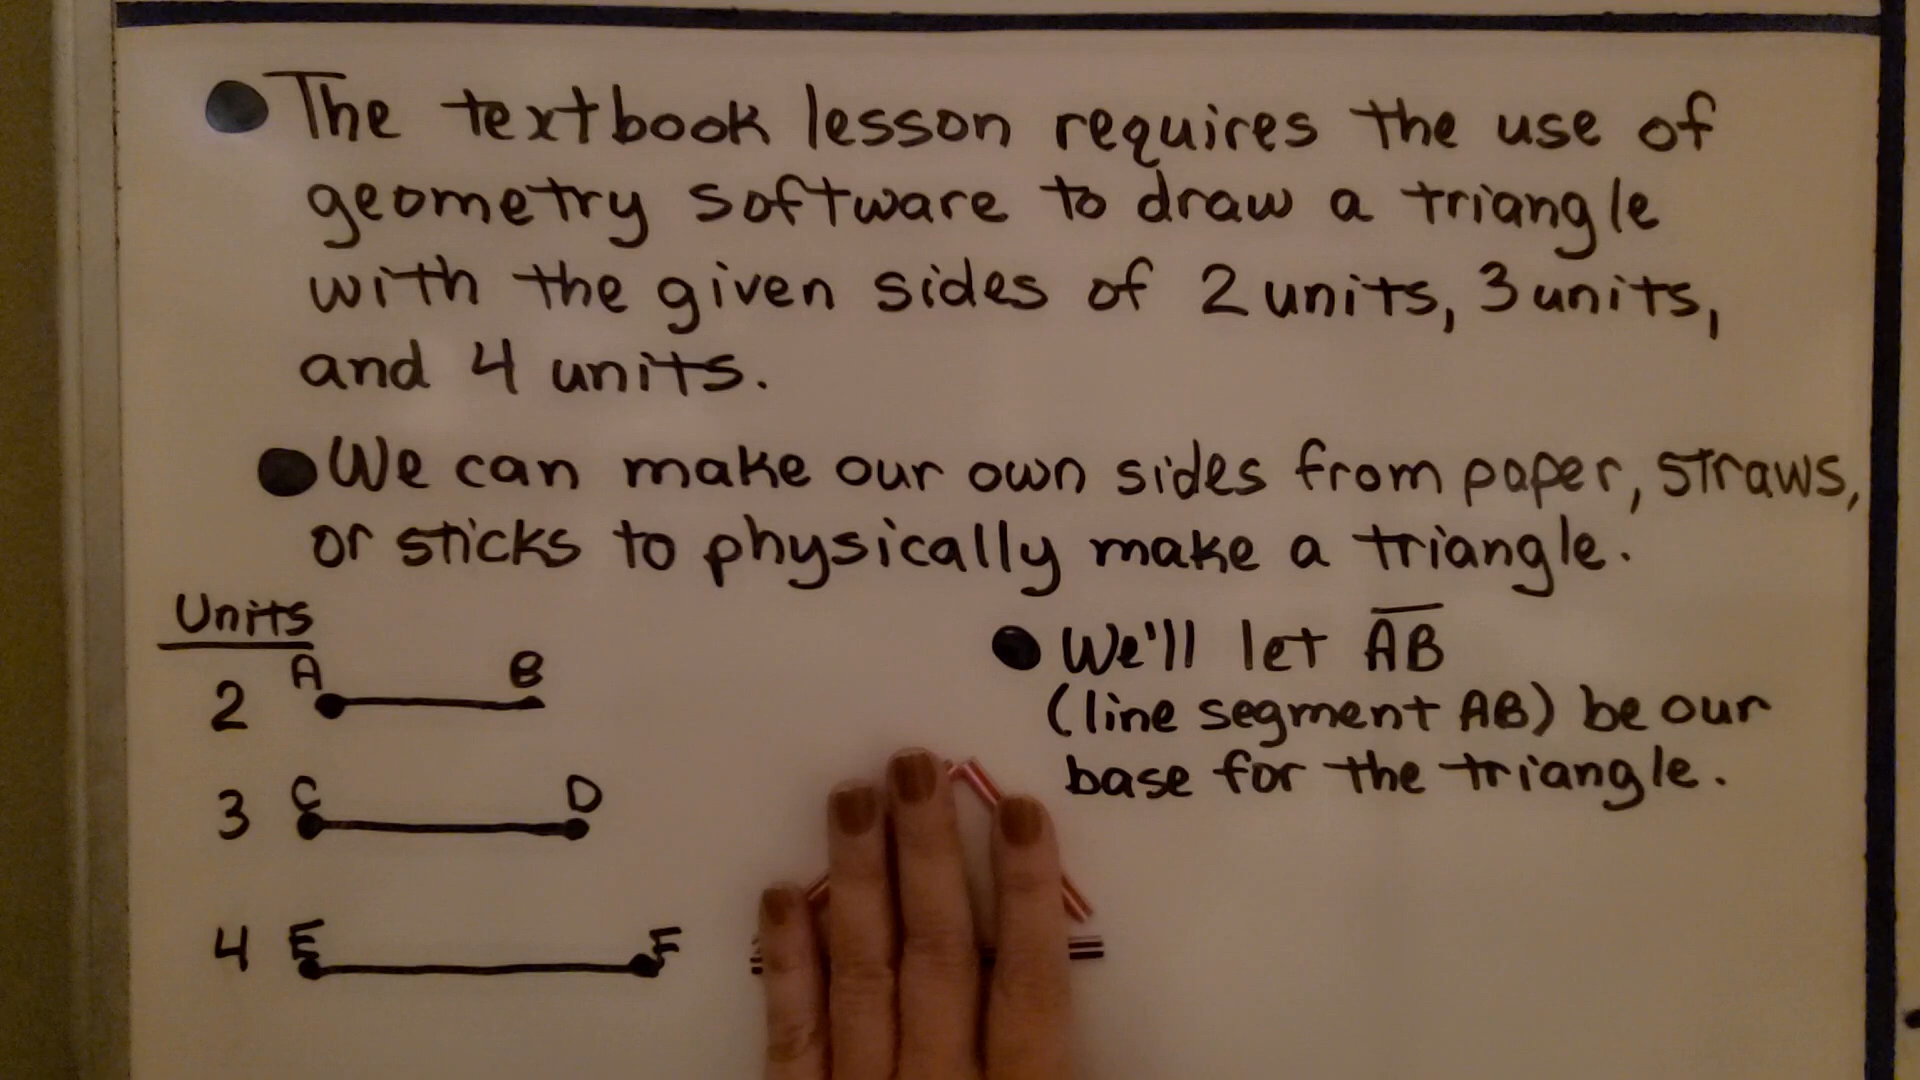 The textbook lesson requires the use of
geometry software to draw a triangle
with the given sides of 2 units, 3 units,
and 4 units.
We can make our own sides from paper, straws,
or sticks to physically make a triangle.
Units
A B
2
C D
3
E F
4
We'll let AB
(line segment AB) be our
base for the triangle.